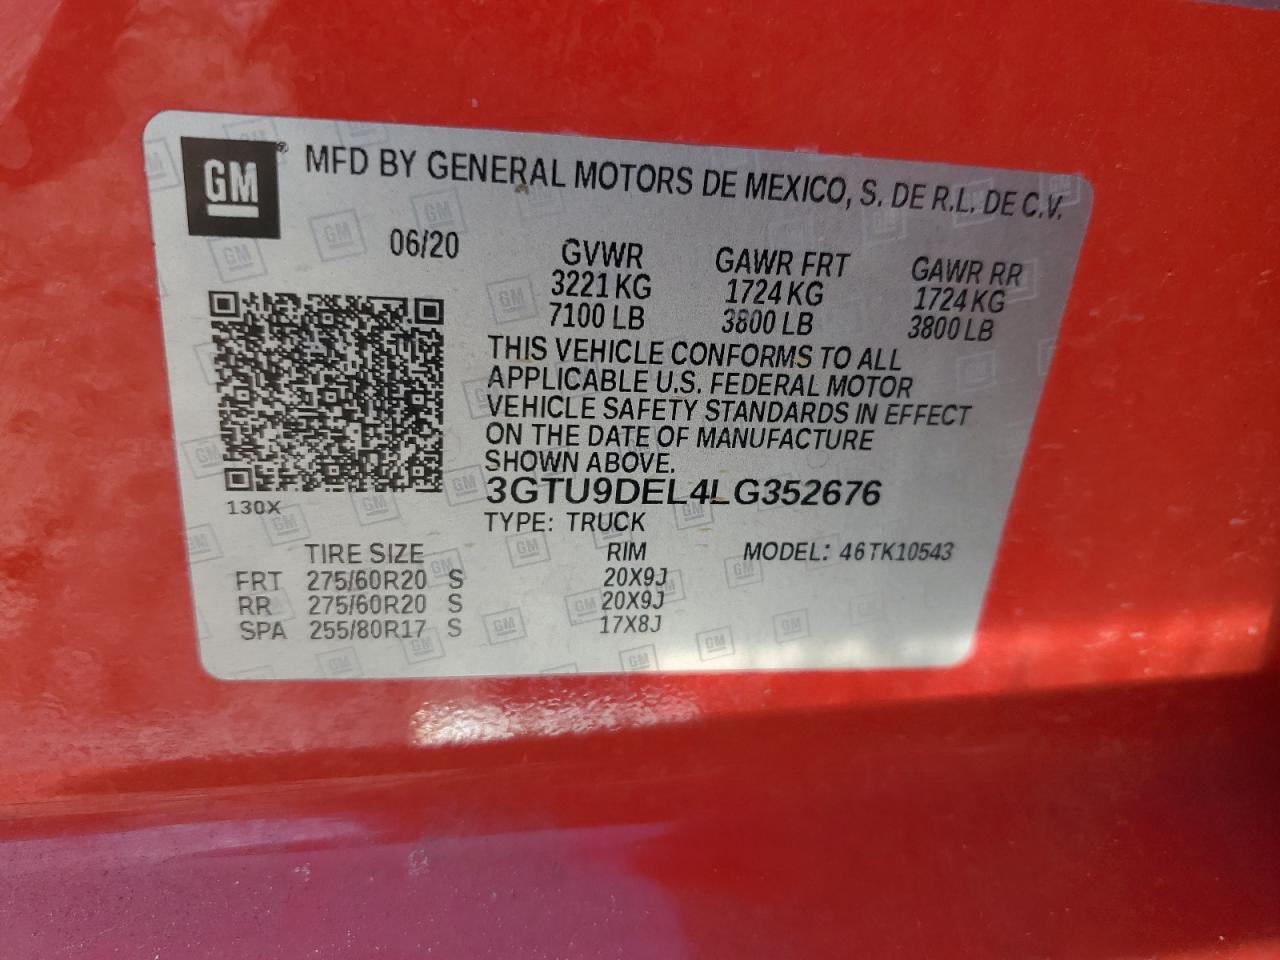 GM® MFD BY GENERAL MOTORS DE MEXICO, S. DE R.L. DE C.V.
06/20 GVWR GAWR FRT GAWR RR
3221 KG 1724 KG 1724 KG
7100 LB 3800 LB 3800 LB
THIS VEHICLE CONFORMS TO ALL
APPLICABLE U.S. FEDERAL MOTOR
VEHICLE SAFETY STANDARDS IN EFFECT
ON THE DATE OF MANUFACTURE
SHOWN ABOVE.
3GTU9DEL4LG352676
130X
TYPE: TRUCK
TIRE SIZE RIM MODEL: 46TK10543
FRT 275/60R20 S 20X9J
RR 275/60R20 S 20X9J
SPA 255/80R17 S 17X8J